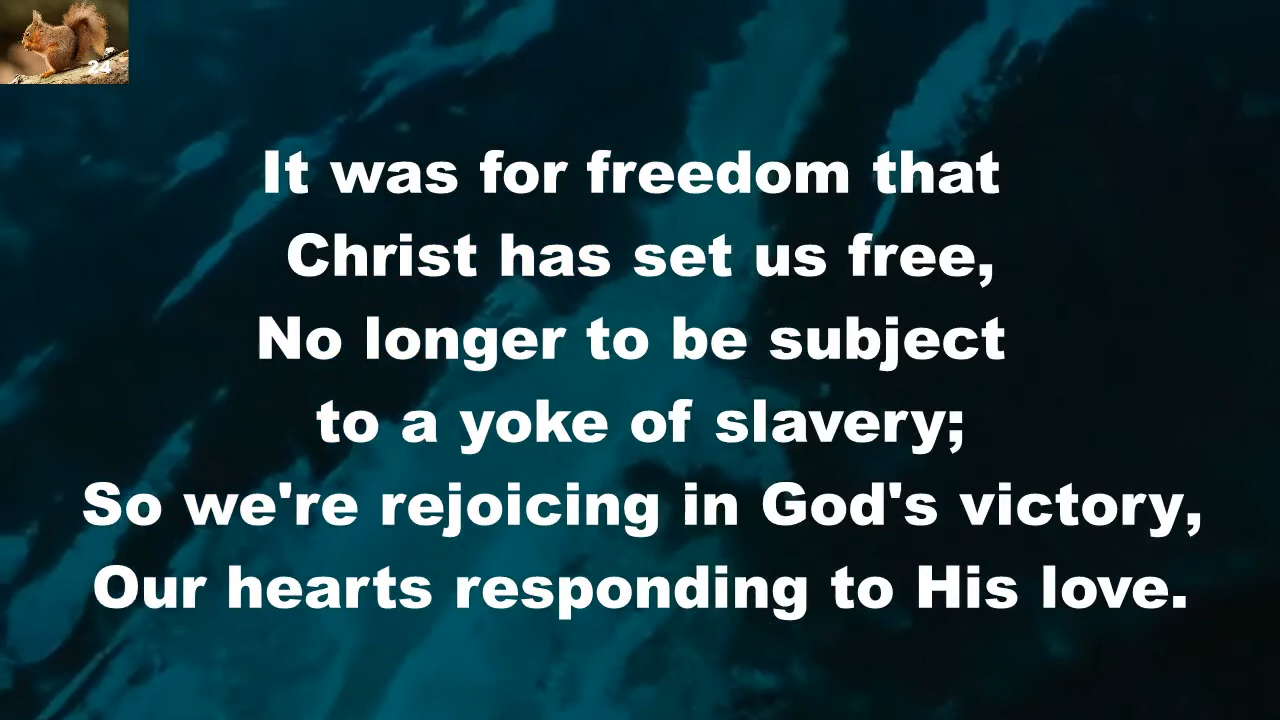 24
It was for freedom that
Christ has set us free,
No longer to be subject
to a yoke of slavery;
So we're rejoicing in God's victory,
Our hearts responding to His love.